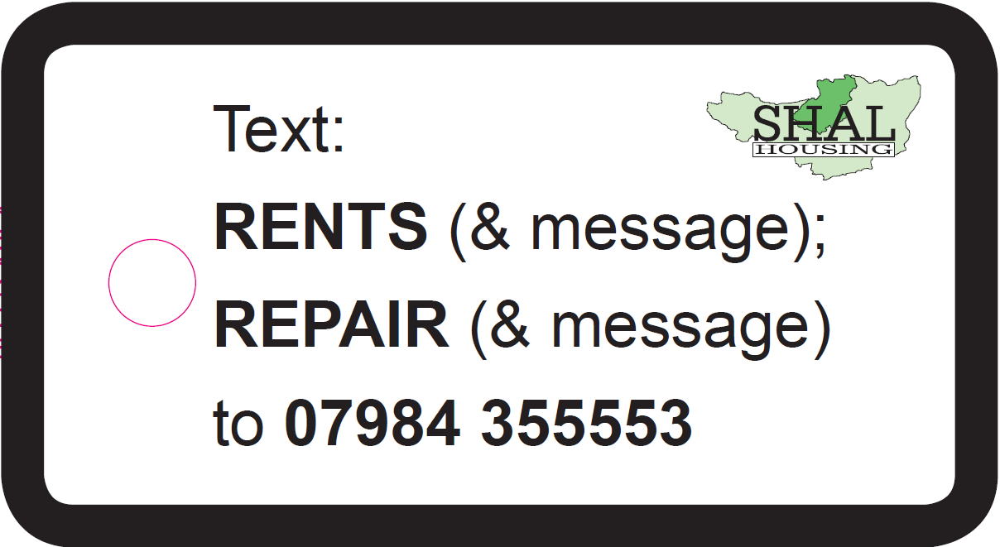 Text:
SHAL
HOUSING
RENTS (& message);
REPAIR (& message)
to 07984 355553